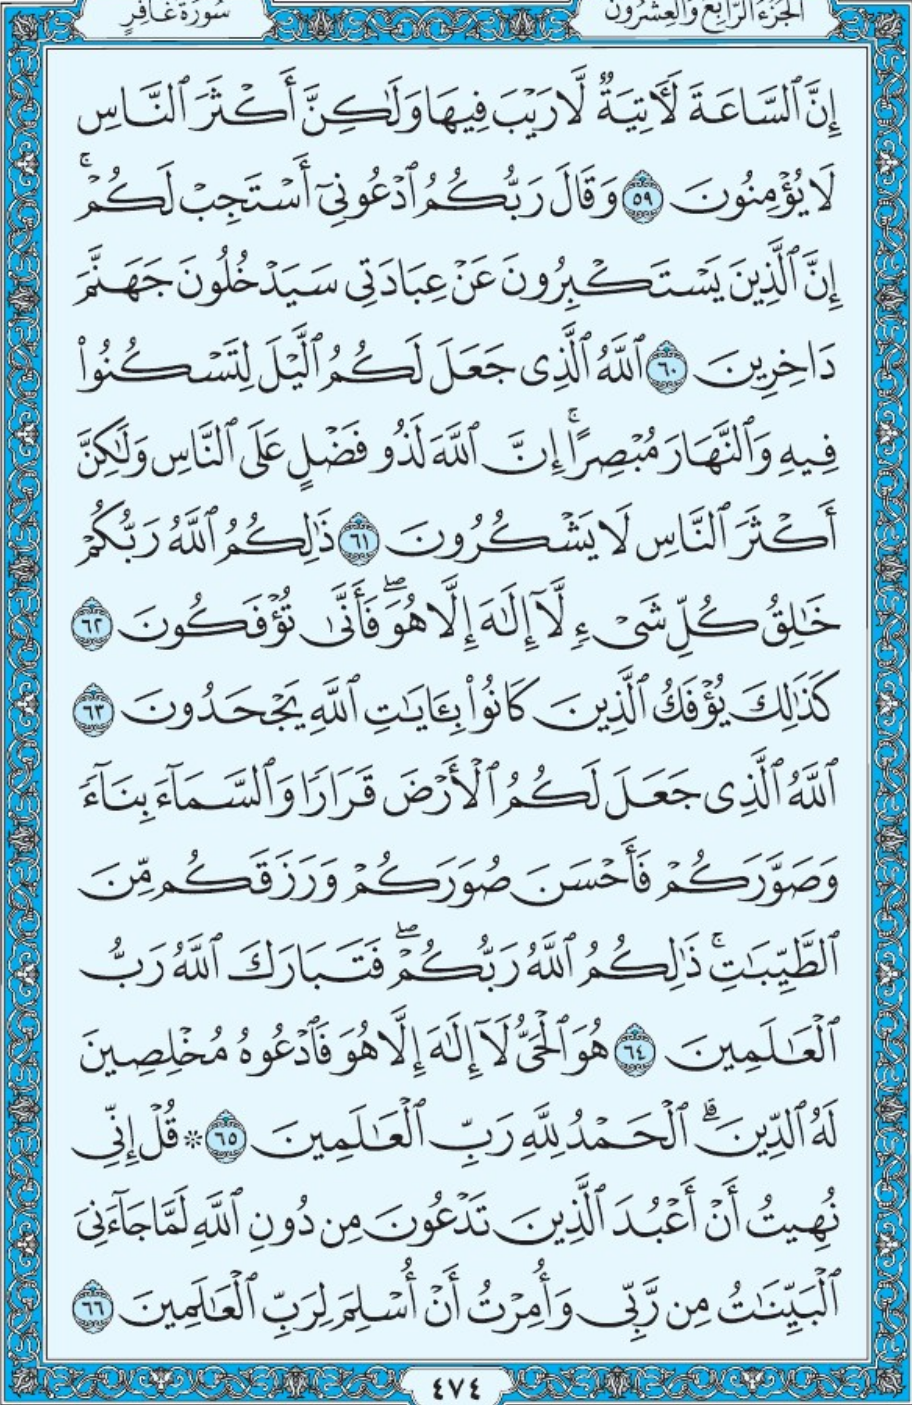 سُورَةُ غَافِرٍ
الجُزْءُ الرَّابِعُ وَالعِشْرُونَ
إِنَّ ٱلسَّاعَةَ لَأٓتِيَةٌ لَّا رَيْبَ فِيهَا وَلَٰكِنَّ أَكْثَرَ ٱلنَّاسِ
لَا يُؤْمِنُونَ ٥٩ وَقَالَ رَبُّكُمُ ٱدْعُونِىٓ أَسْتَجِبْ لَكُمْ ۚ
إِنَّ ٱلَّذِينَ يَسْتَكْبِرُونَ عَنْ عِبَادَتِى سَيَدْخُلُونَ جَهَنَّمَ
دَاخِرِينَ ٦٠ ٱللَّهُ ٱلَّذِى جَعَلَ لَكُمُ ٱلَّيْلَ لِتَسْكُنُوا۟
فِيهِ وَٱلنَّهَارَ مُبْصِرًا ۚ إِنَّ ٱللَّهَ لَذُو فَضْلٍ عَلَى ٱلنَّاسِ وَلَٰكِنَّ
أَكْثَرَ ٱلنَّاسِ لَا يَشْكُرُونَ ٦١ ذَٰلِكُمُ ٱللَّهُ رَبُّكُمْ
خَٰلِقُ كُلِّ شَىْءٍ لَّآ إِلَٰهَ إِلَّا هُوَ ۖ فَأَنَّىٰ تُؤْفَكُونَ ٦٢
كَذَٰلِكَ يُؤْفَكُ ٱلَّذِينَ كَانُوا۟ بِـَٔايَٰتِ ٱللَّهِ يَجْحَدُونَ ٦٣
ٱللَّهُ ٱلَّذِى جَعَلَ لَكُمُ ٱلْأَرْضَ قَرَارًا وَٱلسَّمَآءَ بِنَآءً
وَصَوَّرَكُمْ فَأَحْسَنَ صُوَرَكُمْ وَرَزَقَكُم مِّنَ
ٱلطَّيِّبَٰتِ ۚ ذَٰلِكُمُ ٱللَّهُ رَبُّكُمْ ۖ فَتَبَارَكَ ٱللَّهُ رَبُّ
ٱلْعَٰلَمِينَ ٦٤ هُوَ ٱلْحَىُّ لَآ إِلَٰهَ إِلَّا هُوَ فَٱدْعُوهُ مُخْلِصِينَ
لَهُ ٱلدِّينَ ۗ ٱلْحَمْدُ لِلَّهِ رَبِّ ٱلْعَٰلَمِينَ ٦٥ * قُلْ إِنِّى
نُهِيتُ أَنْ أَعْبُدَ ٱلَّذِينَ تَدْعُونَ مِن دُونِ ٱللَّهِ لَمَّا جَآءَنِىَ
ٱلْبَيِّنَٰتُ مِن رَّبِّى وَأُمِرْتُ أَنْ أُسْلِمَ لِرَبِّ ٱلْعَٰلَمِينَ ٦٦
٤٧٤